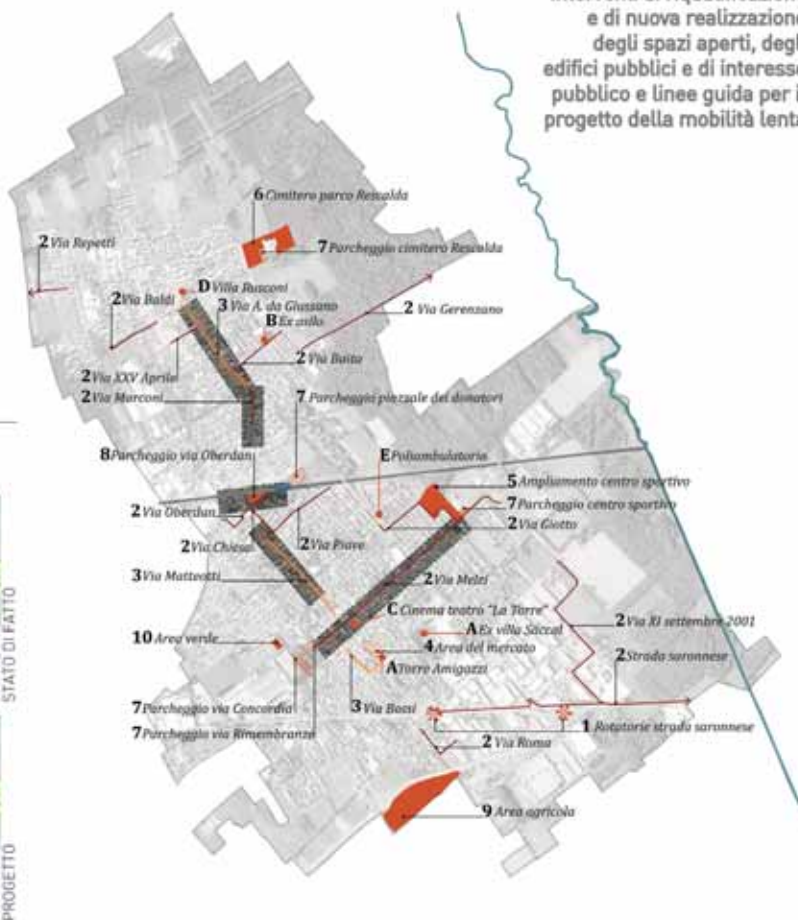 e di nuova realizzazione
degli spazi aperti, degl
edifici pubblici e di interesse
pubblico e linee guida per i
progetto della mobilità lenta
6 Cimitero parco Rescalda
2 Via Repetti
7 Parcheggio cimitero Rescalda
D Villa Rusconi
2 Via Baldi
3 Via A. da Giussano
B Ex asilo
2 Via Gerenzano
2 Via XXV Aprile
2 Via Buito
2 Via Marconi
7 Parcheggio piazzale dei donatori
8 Parcheggio via Oberdan
E Poliambulatorio
5 Ampliamento centro sportivo
7 Parcheggio centro sportivo
2 Via Oberdan
2 Via Giotto
2 Via Chiesa
2 Via Piave
3 Via Matteotti
2 Via Melzi
C Cinema teatro "La Torre"
2 Via XI settembre 2001
A Ex villa Saccal
10 Area verde
4 Area del mercato
2 Strada saronnese
A Torre Amigazzi
7 Parcheggio via Concordia
3 Via Bossi
7 Parcheggio via Rimembranze
1 Rotatorie strada saronnese
2 Via Roma
9 Area agricola
STATO DI FATTO
PROGETTO